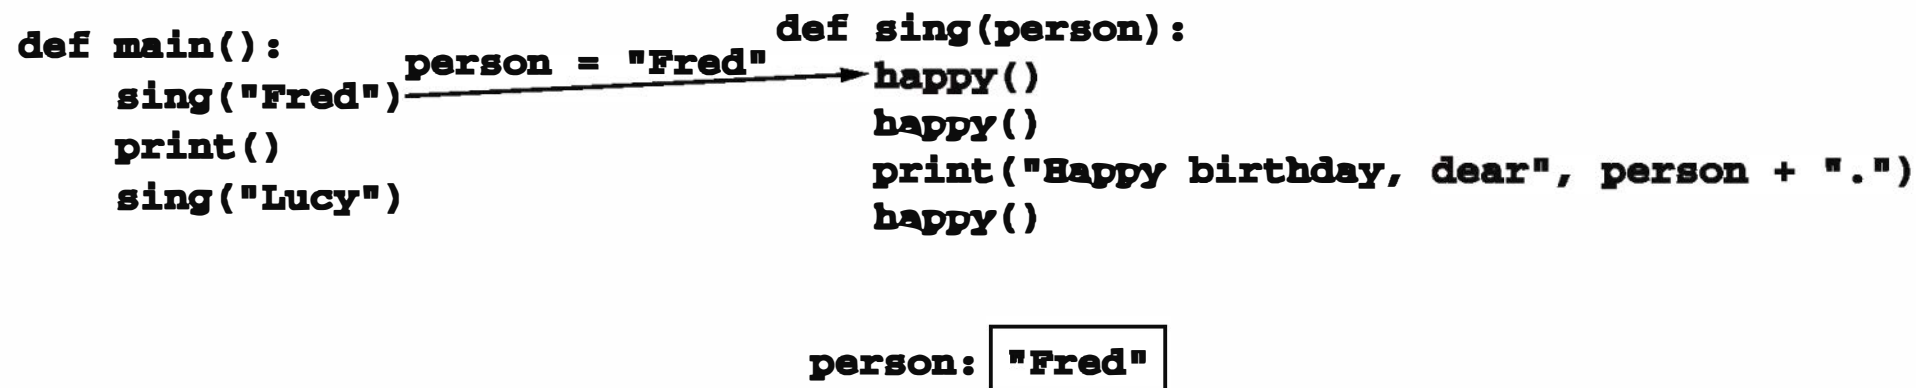 def main():
    sing("Fred")
    print()
    sing("Lucy")
person = "Fred"
def sing(person):
    happy()
    happy()
    print("Happy birthday, dear", person + ".")
    happy()
person: "Fred"